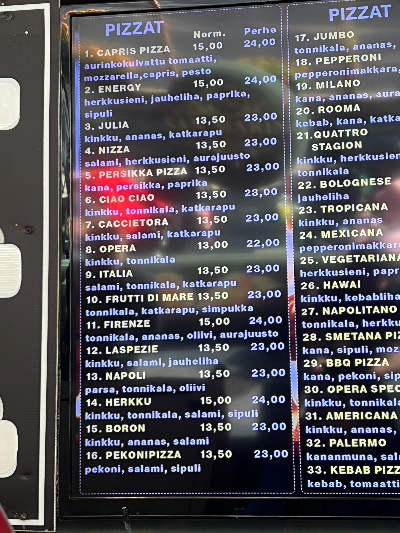 PIZZAT
Norm. Perhe
1. CAPRIS PIZZA 15,00 24,00
aurinkokuivattu tomaatti,
mozzarella,capris, pesto
2. ENERGY 15,00 24,00
herkkusieni, jauheliha, paprika,
sipuli
3. JULIA 13,50 23,00
kinkku, ananas, katkarapu
4. NIZZA 13,50 23,00
salami, herkkusieni, aurajuusto
5. PERSIKKA PIZZA 13,50 23,00
kana, persikka, paprika
6. CIAO CIAO 13,50 23,00
kinkku, tonnikala, katkarapu
7. CACCIETORA 13,50 23,00
kinkku, salami, katkarapu
8. OPERA 13,00 22,00
kinkku, tonnikala
9. ITALIA 13,50 23,00
salami, tonnikala, katkarapu
10. FRUTTI DI MARE 13,50 23,00
tonnikala, katkarapu, simpukka
11. FIRENZE 15,00 24,00
tonnikala, ananas, oliivi, aurajuusto
12. LASPEZIE 13,50 23,00
kinkku, salami, jauheliha
13. NAPOLI 13,50 23,00
parsa, tonnikala, oliivi
14. HERKKU 15,00 24,00
kinkku, tonnikala, salami, sipuli
15. BORON 13,50 23,00
kinkku, ananas, salami
16. PEKONIPIZZA 13,50 23,00
pekoni, salami, sipuli
PIZZAT
17. JUMBO
tonnikala, ananas,
18. PEPPERONI
pepperonimakkara,
19. MILANO
kana, ananas, aura
20. ROOMA
kebab, kana, katka
21.QUATTRO
STAGION
kinkku, herkkusien
tonnikala
22. BOLOGNESE
jauheliha
23. TROPICANA
kinkku, ananas
24. MEXICANA
pepperonimakkar
25. VEGETARIANA
herkkusieni, papr
26. HAWAI
kinkku, kebabliha
27. NAPOLITANO
tonnikala, herkku
28. SMETANA PIZ
kana, sipuli, moz
29. BBQ PIZZA
kana, pekoni, sip
30. OPERA SPEC
kinkku, tonnikala
31. AMERICANA
kinkku, ananas,
32. PALERMO
kananmuna, sala
33. KEBAB PIZZ
kebab, tomaatti